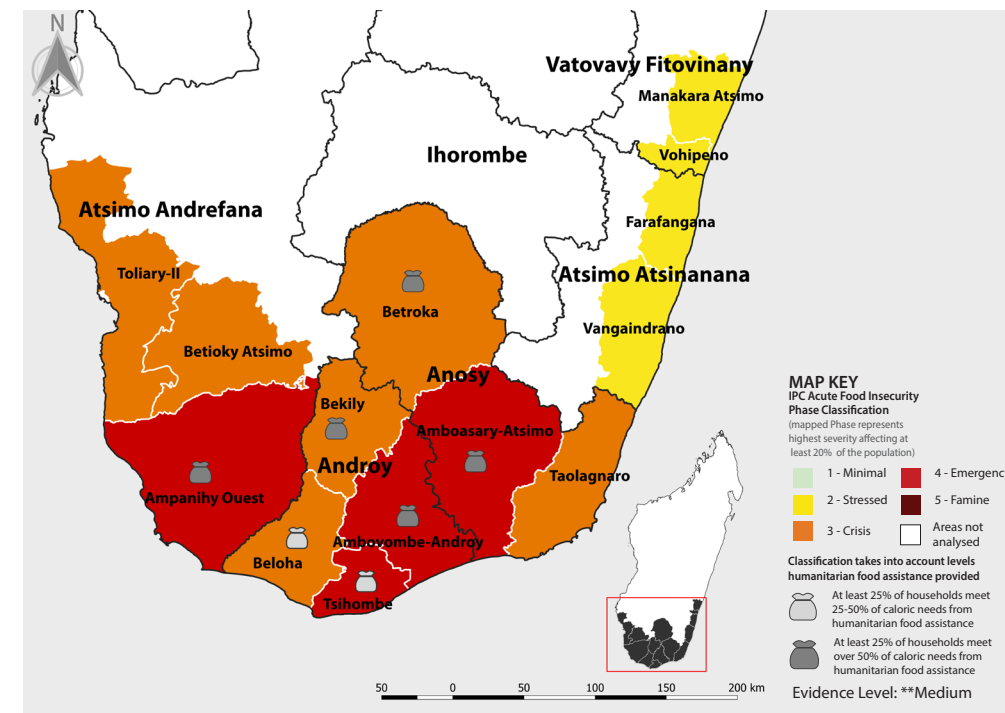 N
Vatovavy Fitovinany
Manakara Atsimo
Ihorombe
Vohipeno
Atsimo Andrefana
Farafangana
Toliary-II
Atsimo Atsinanana
Betroka
Vangaindrano
Betioky Atsimo
Anosy
Bekily
Amboasary-Atsimo
Androy
Taolagnaro
Ampanihy Ouest
Ambovombe-Androy
Beloha
Tsihombe
MAP KEY
IPC Acute Food Insecurity
Phase Classification
(mapped Phase represents
highest severity affecting at
least 20% of the population)
1 - Minimal
4 - Emergenc
2 - Stressed
5 - Famine
3 - Crisis
Areas not
analysed
Classification takes into account levels
humanitarian food assistance provided
At least 25% of households meet
25-50% of caloric needs from
humanitarian food assistance
At least 25% of households meet
over 50% of caloric needs from
humanitarian food assistance
Evidence Level: **Medium
50 0 50 100 150 200 km